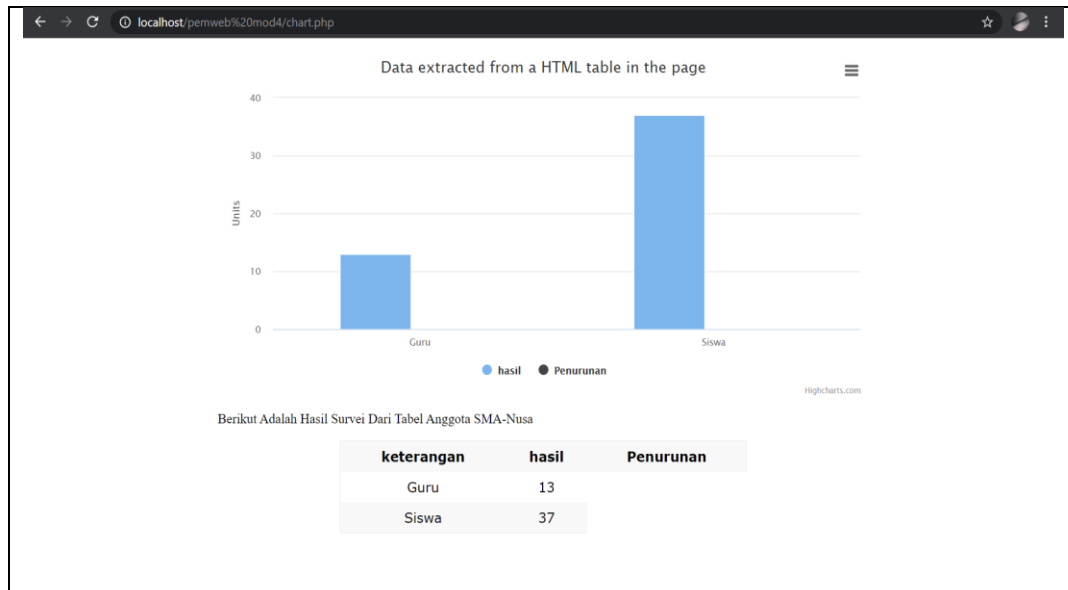 localhost/pemweb%20mod4/chart.php
Data extracted from a HTML table in the page
40
30
20
10
0
Units
Guru Siswa
hasil Penurunan
Highcharts.com
Berikut Adalah Hasil Survei Dari Tabel Anggota SMA-Nusa
keterangan hasil Penurunan
Guru 13
Siswa 37